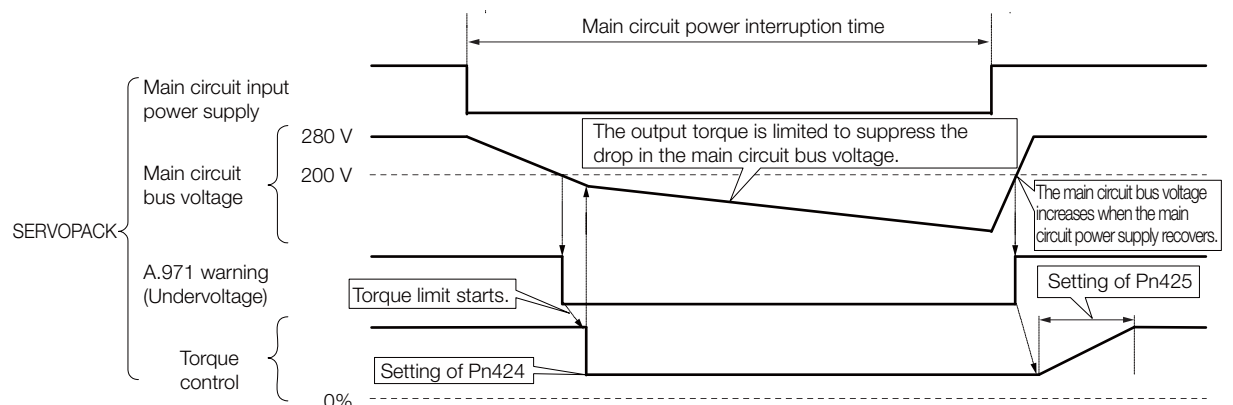 Main circuit power interruption time
Main circuit input
power supply
280 V
The output torque is limited to suppress the
drop in the main circuit bus voltage.
Main circuit
bus voltage
200 V
The main circuit bus voltage
increases when the main
circuit power supply recovers.
SERVOPACK
A.971 warning
(Undervoltage)
Torque limit starts.
Setting of Pn425
Torque
control
Setting of Pn424
0%